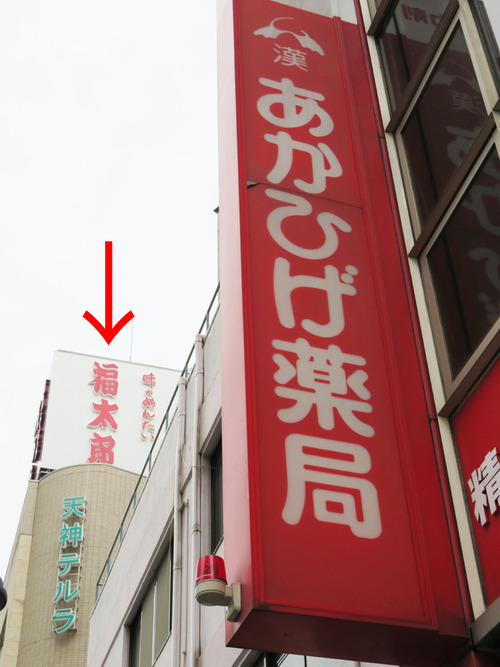 漢
あかひげ薬局
味のめんたい
福太郎
天神テルラ
精